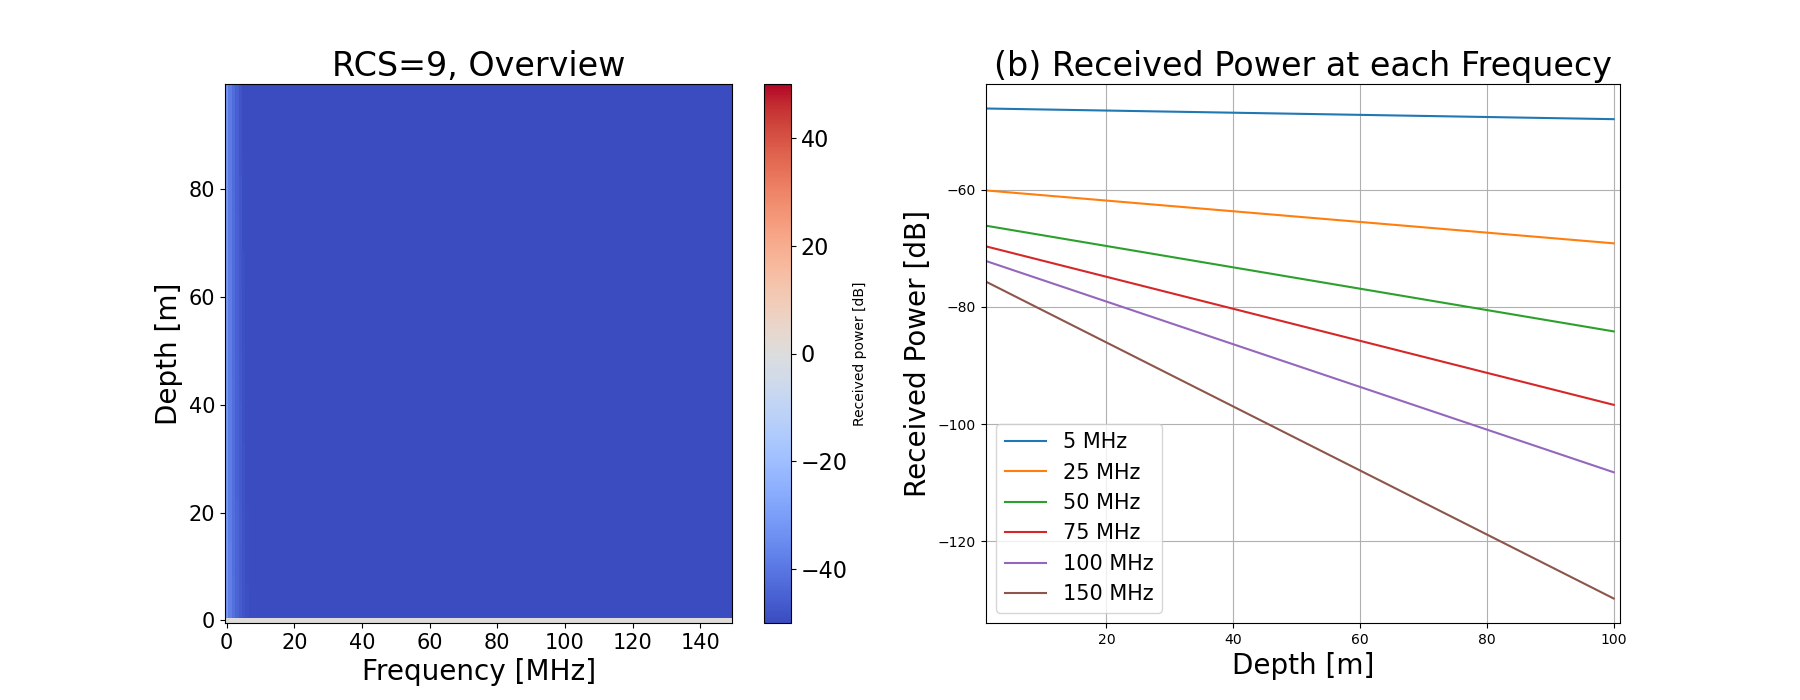 RCS=9, Overview
Depth [m]
80
60
40
20
0
0 20 40 60 80 100 120 140
Frequency [MHz]
40
20
0
−20
−40
Received power [dB]
(b) Received Power at each Frequecy
Received Power [dB]
−60
−80
−100
−120
5 MHz
25 MHz
50 MHz
75 MHz
100 MHz
150 MHz
20 40 60 80 100
Depth [m]